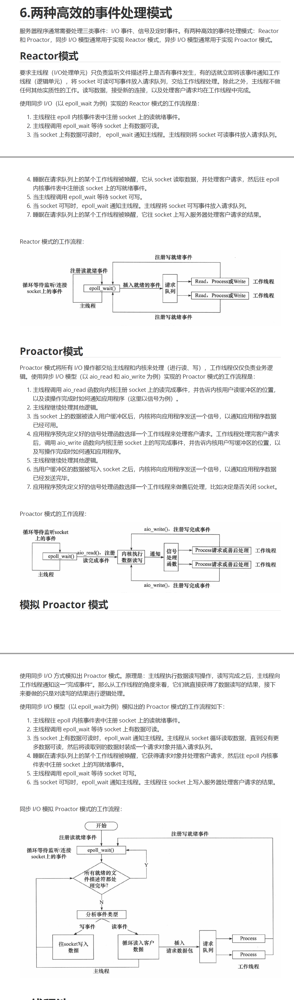 6.两种高效的事件处理模式
服务器程序通常需要处理三类事件：I/O 事件、信号及定时事件。有两种高效的事件处理模式：Reactor
和 Proactor，同步 I/O 模型通常用于实现 Reactor 模式，异步 I/O 模型通常用于实现 Proactor 模式。
Reactor模式
要求主线程（I/O处理单元）只负责监听文件描述符上是否有事件发生，有的话就立即将该事件通知工作
线程（逻辑单元），将 socket 可读可写事件放入请求队列，交给工作线程处理。除此之外，主线程不做
任何其他实质性的工作。读写数据，接受新的连接，以及处理客户请求均在工作线程中完成。
使用同步 I/O（以 epoll_wait 为例）实现的 Reactor 模式的工作流程是：
1. 主线程往 epoll 内核事件表中注册 socket 上的读就绪事件。
2. 主线程调用 epoll_wait 等待 socket 上有数据可读。
3. 当 socket 上有数据可读时， epoll_wait 通知主线程。主线程则将 socket 可读事件放入请求队列。
4. 睡眠在请求队列上的某个工作线程被唤醒，它从 socket 读取数据，并处理客户请求，然后往 epoll
内核事件表中注册该 socket 上的写就绪事件。
5. 当主线程调用 epoll_wait 等待 socket 可写。
6. 当 socket 可写时，epoll_wait 通知主线程。主线程将 socket 可写事件放入请求队列。
7. 睡眠在请求队列上的某个工作线程被唤醒，它往 socket 上写入服务器处理客户请求的结果。
Reactor 模式的工作流程：
注册写就绪事件
注册读就绪事件
循环等待监听/连接
socket上的事件
epoll_wait()
插入就绪的事件
请求
队列
Read，Process或Write
工作线程
Read，Process或Write
工作线程
主线程
注册写就绪事件
Proactor模式
Proactor 模式将所有 I/O 操作都交给主线程和内核来处理（进行读、写），工作线程仅仅负责业务逻
辑。使用异步 I/O 模型（以 aio_read 和 aio_write 为例）实现的 Proactor 模式的工作流程是：
1. 主线程调用 aio_read 函数向内核注册 socket 上的读完成事件，并告诉内核用户读缓冲区的位置，
以及读操作完成时如何通知应用程序（这里以信号为例）。
2. 主线程继续处理其他逻辑。
3. 当 socket 上的数据被读入用户缓冲区后，内核将向应用程序发送一个信号，以通知应用程序数据
已经可用。
4. 应用程序预先定义好的信号处理函数选择一个工作线程来处理客户请求。工作线程处理完客户请求
后，调用 aio_write 函数向内核注册 socket 上的写完成事件，并告诉内核用户写缓冲区的位置，以
及写操作完成时如何通知应用程序。
5. 主线程继续处理其他逻辑。
6. 当用户缓冲区的数据被写入 socket 之后，内核将向应用程序发送一个信号，以通知应用程序数据
已经发送完毕。
7. 应用程序预先定义好的信号处理函数选择一个工作线程来做善后处理，比如决定是否关闭 socket。
Proactor 模式的工作流程：
循环等待监听socket
上的事件
aio_write()，注册写完成事件
epoll_wait()
aio_read()，注册
读完成事件
内核执行
数据读写
通知
信号
处理
函数
Process请求或善后处理
工作线程
Process请求或善后处理
工作线程
主线程
aio_write()，注册写完成事件
模拟 Proactor 模式
使用同步 I/O 方式模拟出 Proactor 模式。原理是：主线程执行数据读写操作，读写完成之后，主线程向
工作线程通知这一”完成事件“。那么从工作线程的角度来看，它们就直接获得了数据读写的结果，接下
来要做的只是对读写的结果进行逻辑处理。
使用同步 I/O 模型（以 epoll_wait为例）模拟出的 Proactor 模式的工作流程如下：
1. 主线程往 epoll 内核事件表中注册 socket 上的读就绪事件。
2. 主线程调用 epoll_wait 等待 socket 上有数据可读。
3. 当 socket 上有数据可读时，epoll_wait 通知主线程。主线程从 socket 循环读取数据，直到没有更
多数据可读，然后将读取到的数据封装成一个请求对象并插入请求队列。
4. 睡眠在请求队列上的某个工作线程被唤醒，它获得请求对象并处理客户请求，然后往 epoll 内核事
件表中注册 socket 上的写就绪事件。
5. 主线程调用 epoll_wait 等待 socket 可写。
6. 当 socket 可写时，epoll_wait 通知主线程。主线程往 socket 上写入服务器处理客户请求的结果。
同步 I/O 模拟 Proactor 模式的工作流程：
开始
注册读就绪事件
注册写就绪事件
循环等待监听/连接
socket上的事件
epoll_wait()
Y
所有就绪的文
件描述符都处
理完毕？
N
分析事件类型
写事件
读事件
往socket写入
数据
循环读入客户
数据
插入
请求数据包
请求
队列
Process
Process
工作线程
主线程